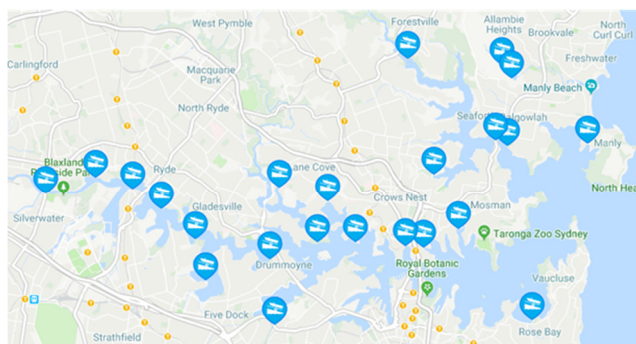 West Pymble
Forestville
Allambie
Heights
Brookvale
North
Curl Curl
Carlingford
Macquarie
Park
Freshwater
Manly Beach
North Ryde
Seaforth
Balgowlah
Manly
Blaxland
Riverside Park
Ryde
Lane Cove
North Hea
Silverwater
Gladesville
Crows Nest
Mosman
Taronga Zoo Sydney
Drummoyne
Royal Botanic
Gardens
Vaucluse
Five Dock
Rose Bay
Strathfield